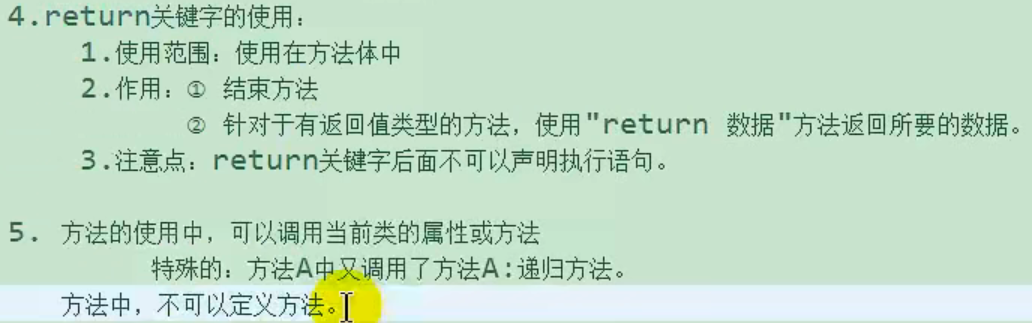 4.return关键字的使用:
1.使用范围：使用在方法体中
2.作用：① 结束方法
② 针对于有返回值类型的方法，使用"return 数据"方法返回所要的数据。
3.注意点：return关键字后面不可以声明执行语句。
5. 方法的使用中，可以调用当前类的属性或方法
特殊的：方法A中又调用了方法A:递归方法。
方法中，不可以定义方法。